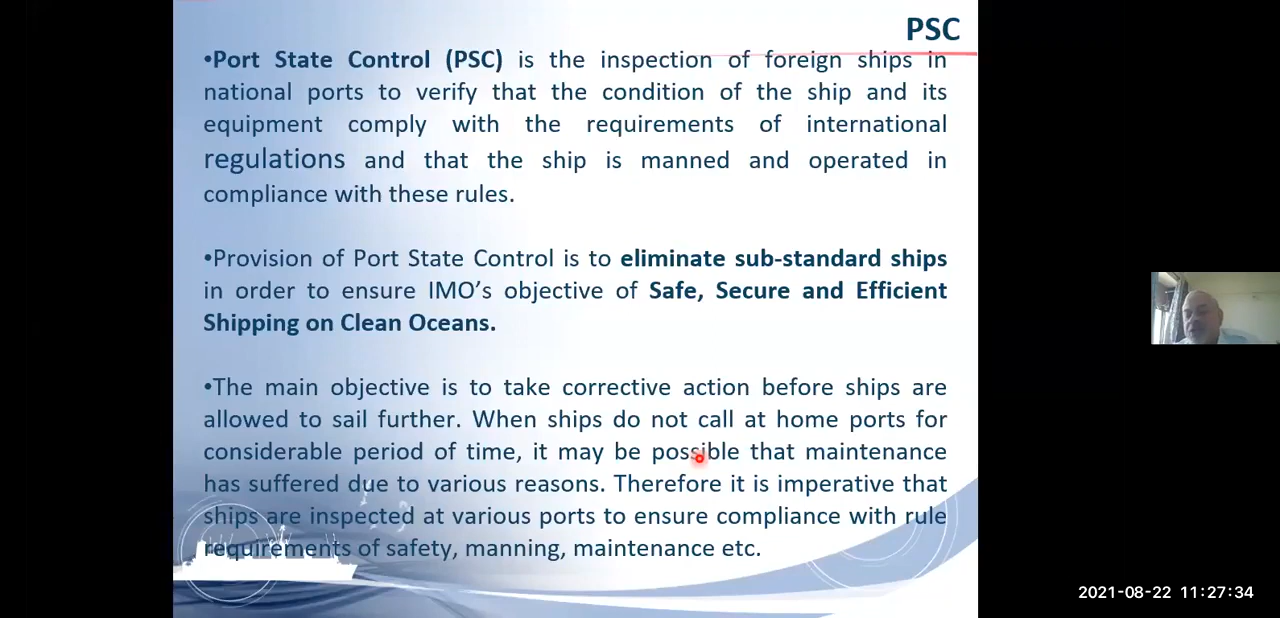 PSC
•Port State Control (PSC) is the inspection of foreign ships in
national ports to verify that the condition of the ship and its
equipment comply with the requirements of international
regulations and that the ship is manned and operated in
compliance with these rules.
•Provision of Port State Control is to eliminate sub-standard ships
in order to ensure IMO’s objective of Safe, Secure and Efficient
Shipping on Clean Oceans.
•The main objective is to take corrective action before ships are
allowed to sail further. When ships do not call at home ports for
considerable period of time, it may be possible that maintenance
has suffered due to various reasons. Therefore it is imperative that
ships are inspected at various ports to ensure compliance with rule
requirements of safety, manning, maintenance etc.
2021-08-22 11:27:34